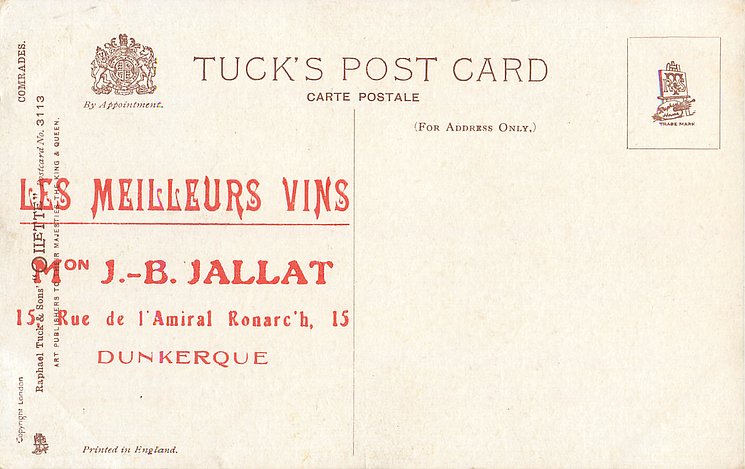 COMRADES.
Raphael Tuck & Sons' "OILETTE" Postcard No. 3113
ART PUBLISHERS TO THEIR MAJESTIES THE KING & QUEEN.
Copyright London
By Appointment.
TUCK'S POST CARD
CARTE POSTALE
(FOR ADDRESS ONLY.)
TRADE MARK
LES MEILLEURS VINS
MON J.-B. JALLAT
15, Rue de l'Amiral Ronarc'h, 15
DUNKERQUE
Printed in England.